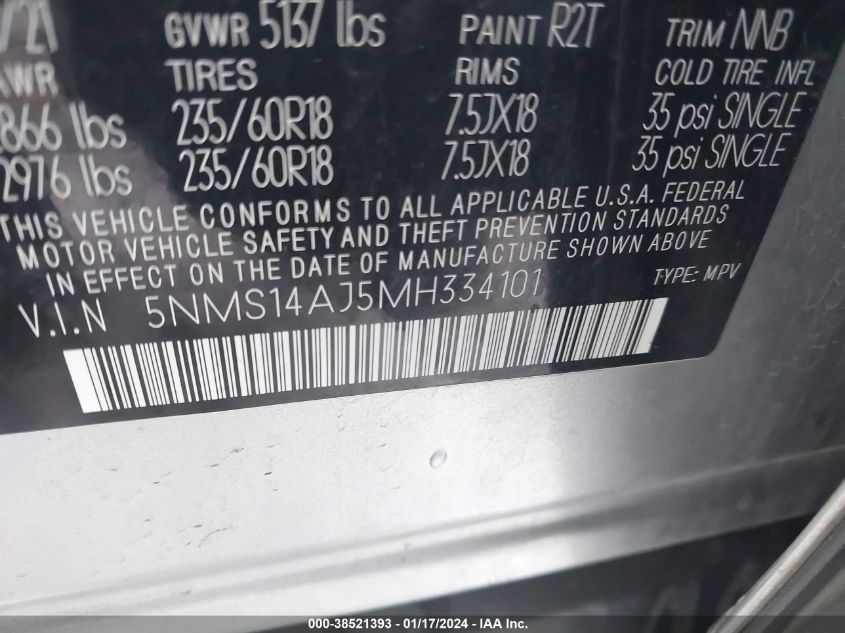 /21 GVWR 5137 lbs PAINT R2T TRIM NNB
AWR TIRES RIMS COLD TIRE INFL
866 lbs 235/60R18 7.5JX18 35 psi SINGLE
2976 lbs 235/60R18 7.5JX18 35 psi SINGLE
THIS VEHICLE CONFORMS TO ALL APPLICABLE U.S.A. FEDERAL
MOTOR VEHICLE SAFETY AND THEFT PREVENTION STANDARDS
IN EFFECT ON THE DATE OF MANUFACTURE SHOWN ABOVE
V.I.N 5NMS14AJ5MH334101 TYPE: MPV
000-38521393 - 01/17/2024 - IAA Inc.